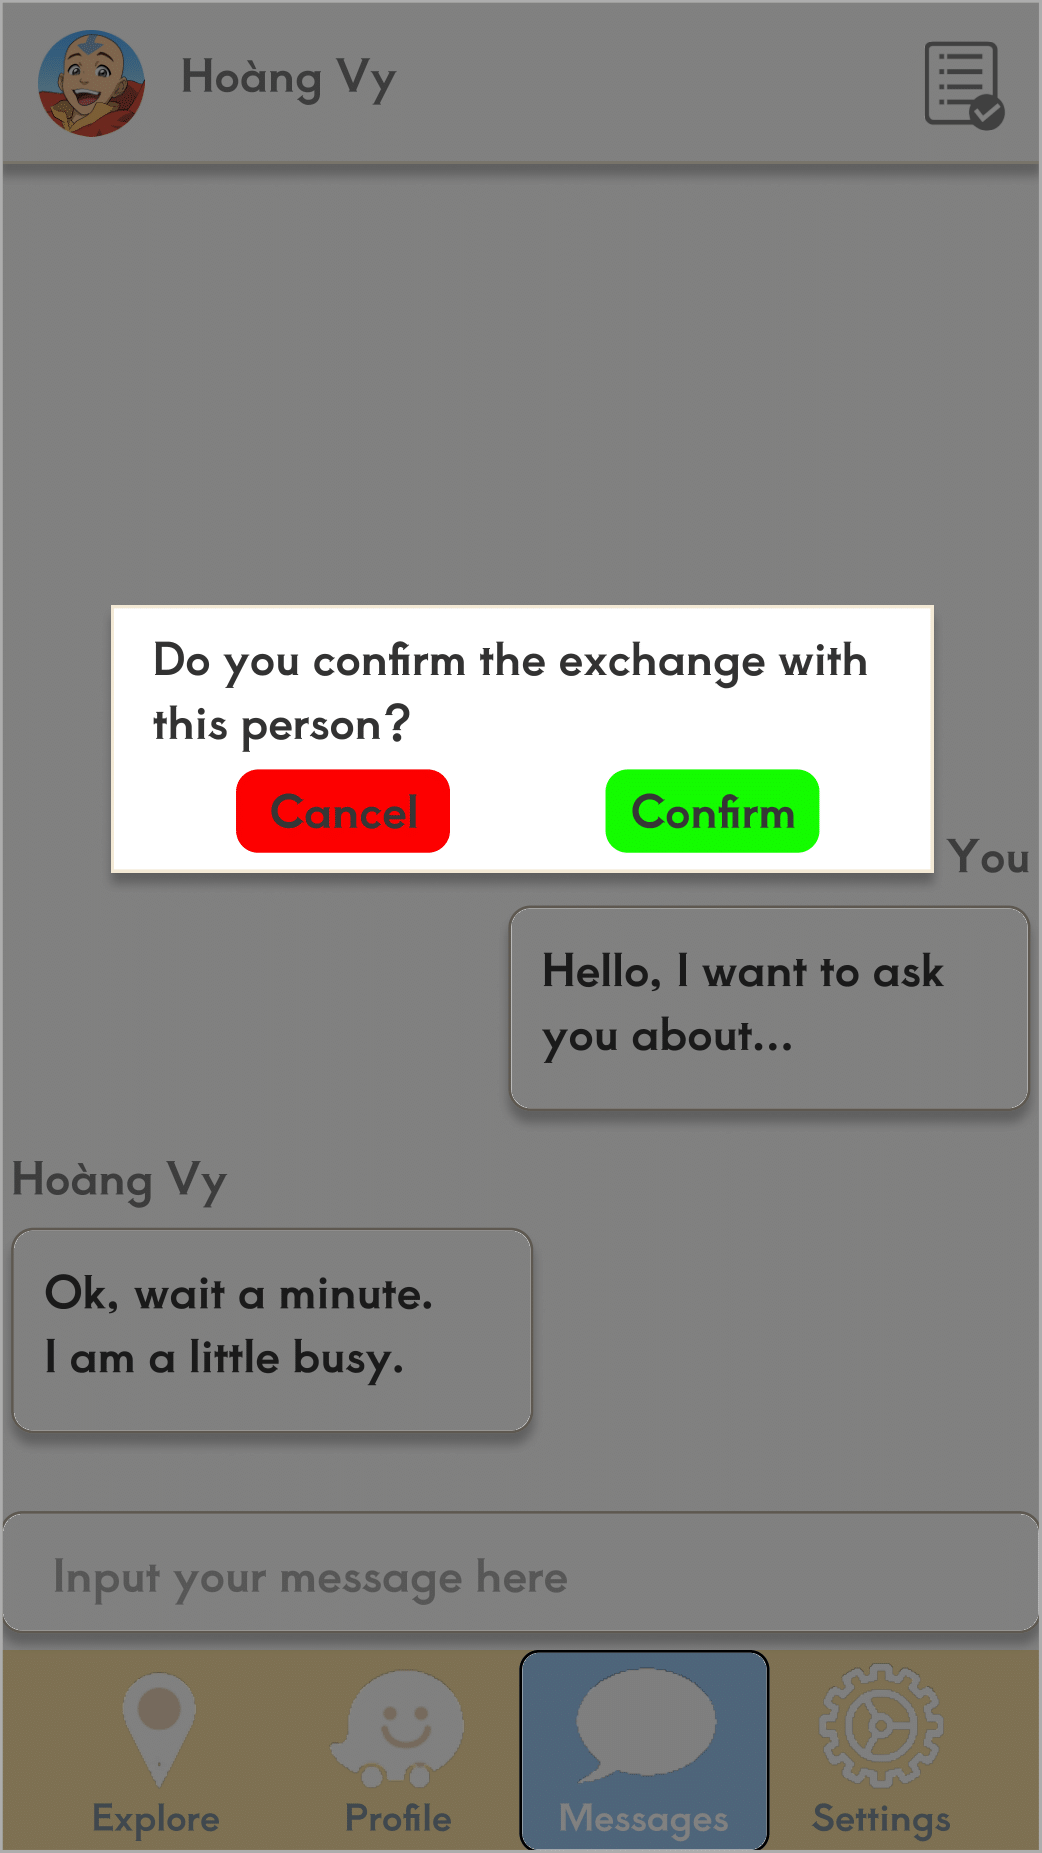 Hoàng Vy
Do you confirm the exchange with
this person?
Cancel
Confirm
You
Hello, I want to ask
you about...
Hoàng Vy
Ok, wait a minute.
I am a little busy.
Input your message here
Explore
Profile
Messages
Settings